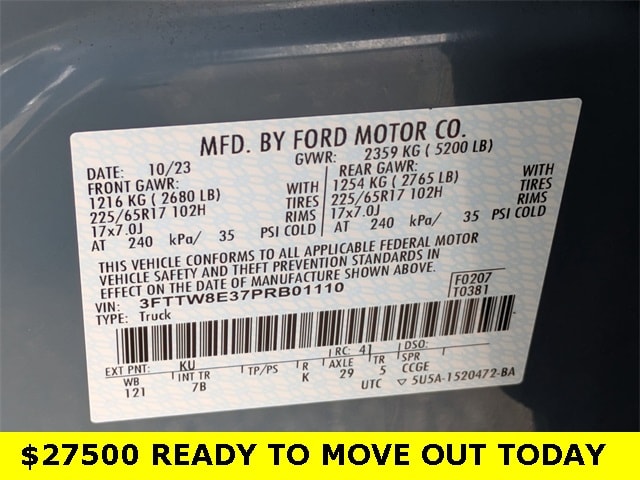 MFD. BY FORD MOTOR CO.
DATE: 10/23 GVWR: 2359 KG ( 5200 LB)
FRONT GAWR: WITH REAR GAWR: WITH
1216 KG ( 2680 LB) TIRES 1254 KG ( 2765 LB) TIRES
225/65R17 102H RIMS 225/65R17 102H RIMS
17x7.0J 17x7.0J
AT 240 kPa/ 35 PSI COLD AT 240 kPa/ 35 PSI COLD
THIS VEHICLE CONFORMS TO ALL APPLICABLE FEDERAL MOTOR
VEHICLE SAFETY AND THEFT PREVENTION STANDARDS IN
EFFECT ON THE DATE OF MANUFACTURE SHOWN ABOVE.
VIN: 3FTTW8E37PRB01110 F0207
TYPE: Truck T0381
EXT PNT: KU RC: 41 DSO:
WB INT TR TP/PS R AXLE TR SPR
121 7B K 29 5 CCGE
UTC 5U5A-1520472-BA
$27500 READY TO MOVE OUT TODAY